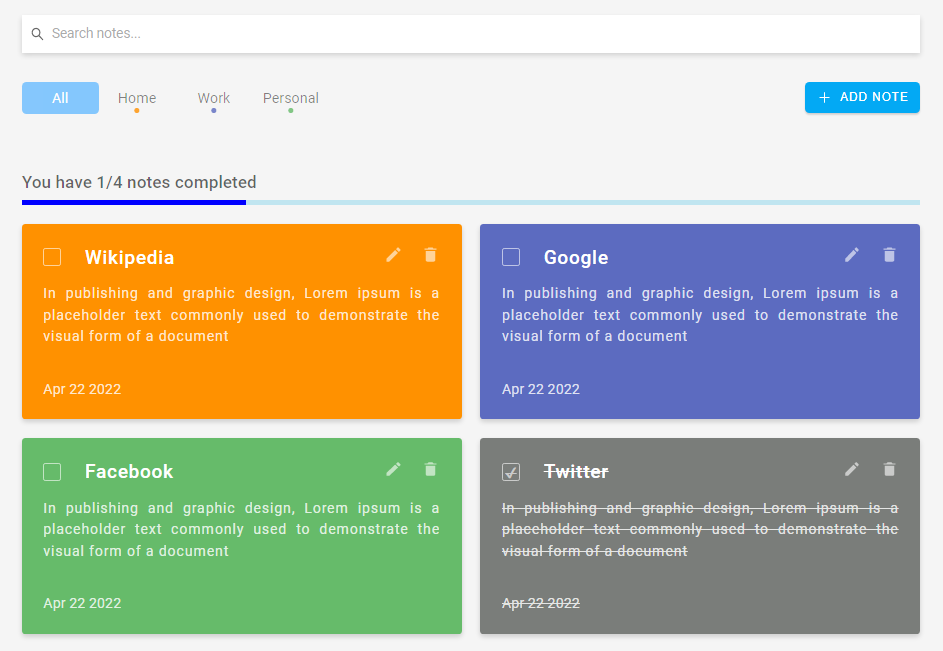 Search notes...
All Home Work Personal + ADD NOTE
You have 1/4 notes completed
Wikipedia
In publishing and graphic design, Lorem ipsum is a
placeholder text commonly used to demonstrate the
visual form of a document
Apr 22 2022
Google
In publishing and graphic design, Lorem ipsum is a
placeholder text commonly used to demonstrate the
visual form of a document
Apr 22 2022
Facebook
In publishing and graphic design, Lorem ipsum is a
placeholder text commonly used to demonstrate the
visual form of a document
Apr 22 2022
Twitter
In publishing and graphic design, Lorem ipsum is a
placeholder text commonly used to demonstrate the
visual form of a document
Apr 22 2022